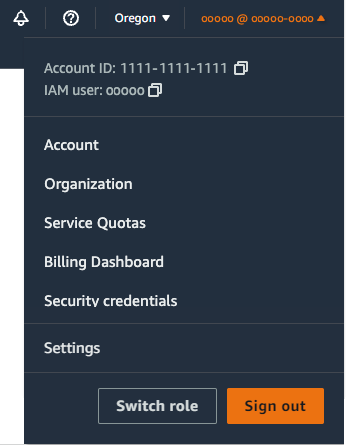 Oregon ▼ ooooo @ ooooo-oooo ▲
Account ID: 1111-1111-1111
IAM user: ooooo
Account
Organization
Service Quotas
Billing Dashboard
Security credentials
Settings
Switch role Sign out